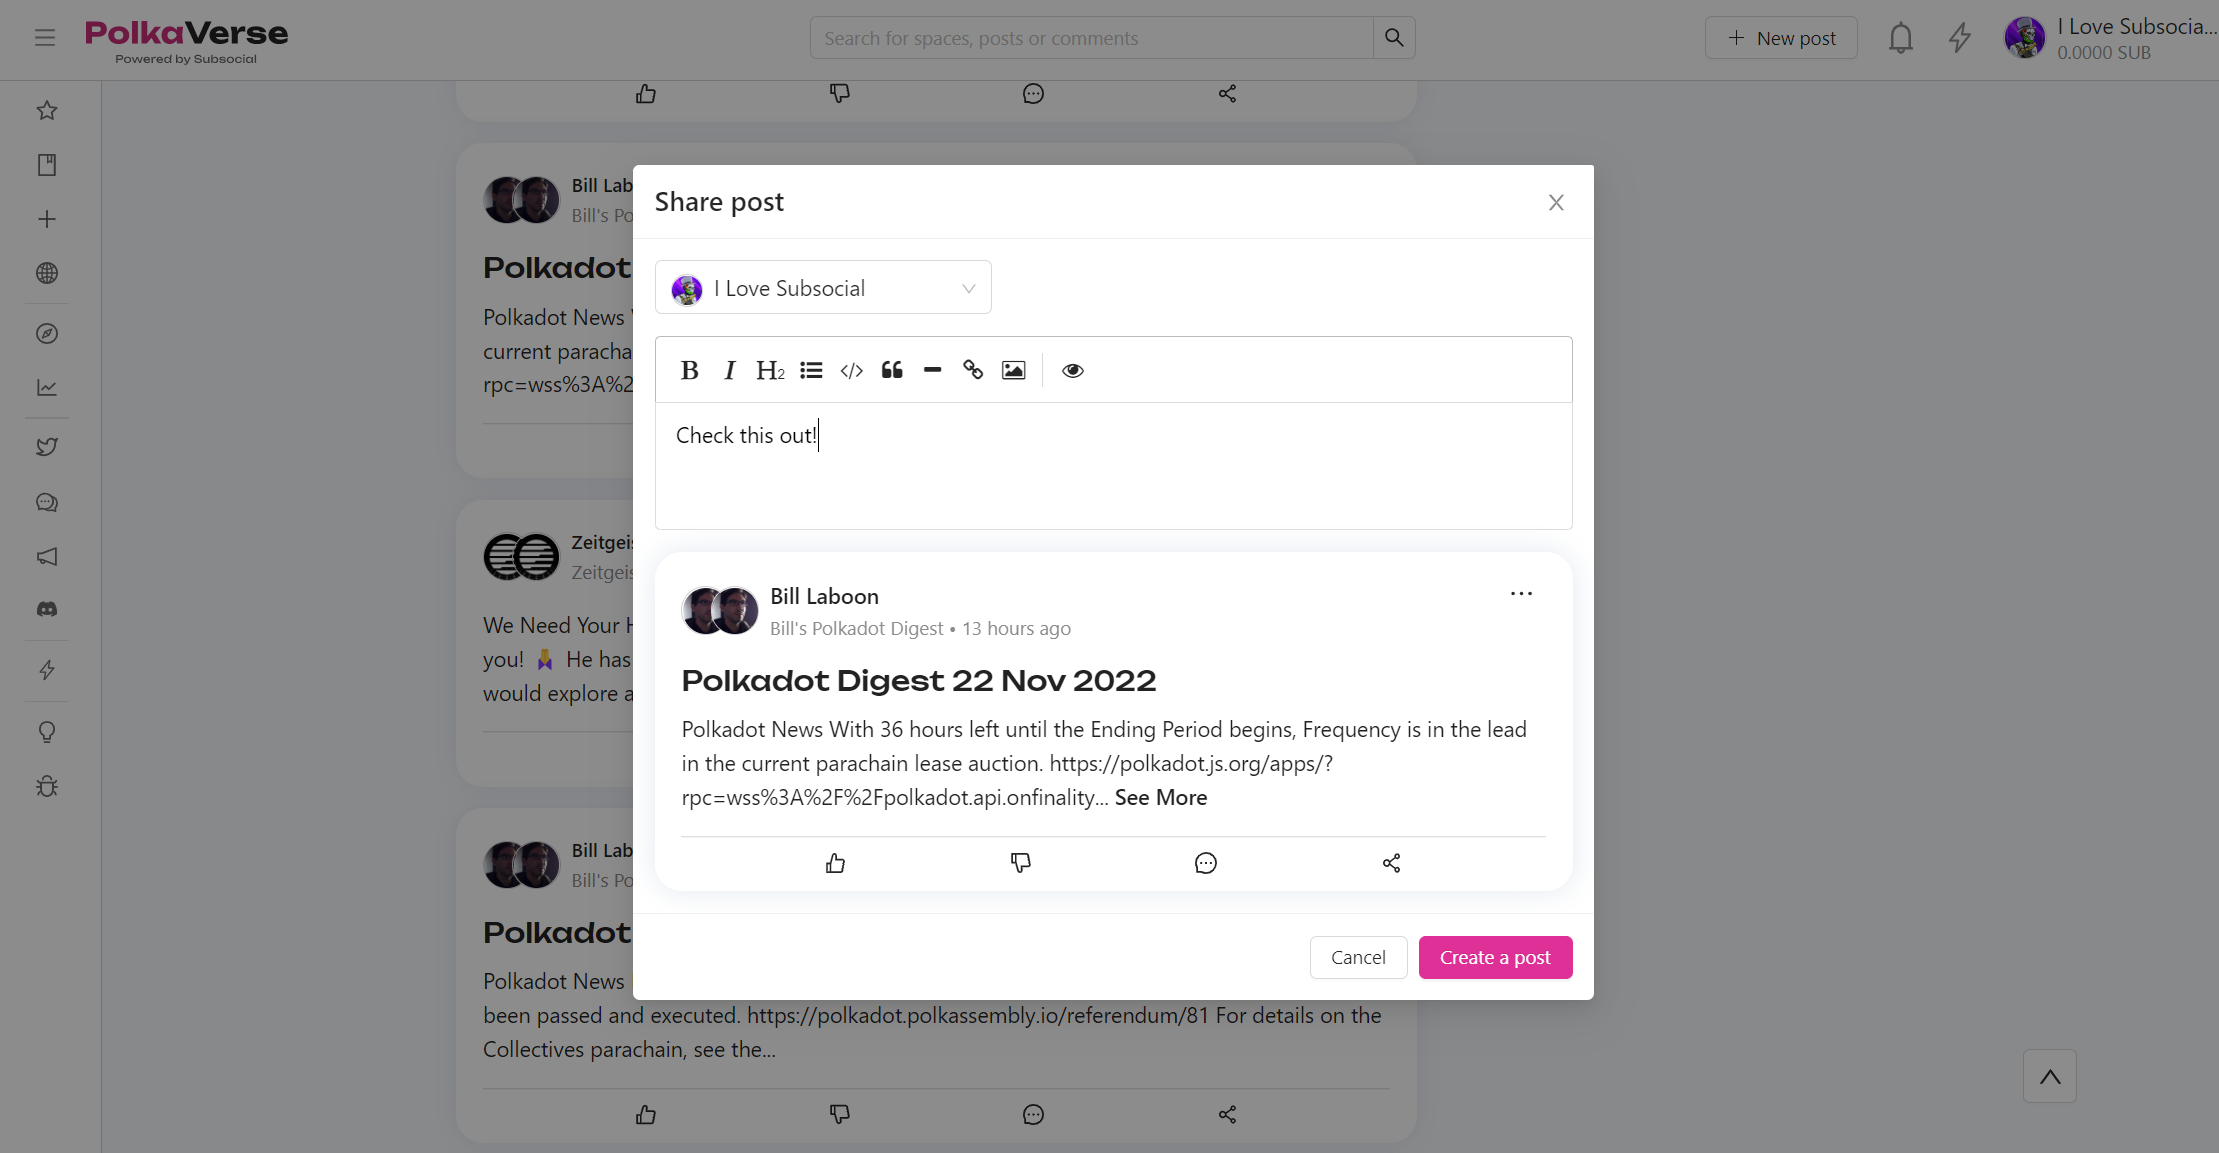 PolkaVerse
Powered by Subsocial
Search for spaces, posts or comments
New post
I Love Subsocia...
0.0000 SUB
Bill Lab
Bill's Po
Polkadot
Polkadot News
current paracha
rpc=wss%3A%2
Zeitgeis
Zeitgeis
We Need Your H
you! 🙏 He has
would explore a
Bill Lab
Bill's Po
Polkadot
Polkadot News
been passed and executed. https://polkadot.polkassembly.io/referendum/81 For details on the
Collectives parachain, see the...
Share post
I Love Subsocial
B I H2
Check this out!
Bill Laboon
Bill's Polkadot Digest • 13 hours ago
Polkadot Digest 22 Nov 2022
Polkadot News With 36 hours left until the Ending Period begins, Frequency is in the lead
in the current parachain lease auction. https://polkadot.js.org/apps/?
rpc=wss%3A%2F%2Fpolkadot.api.onfinality... See More
Cancel
Create a post